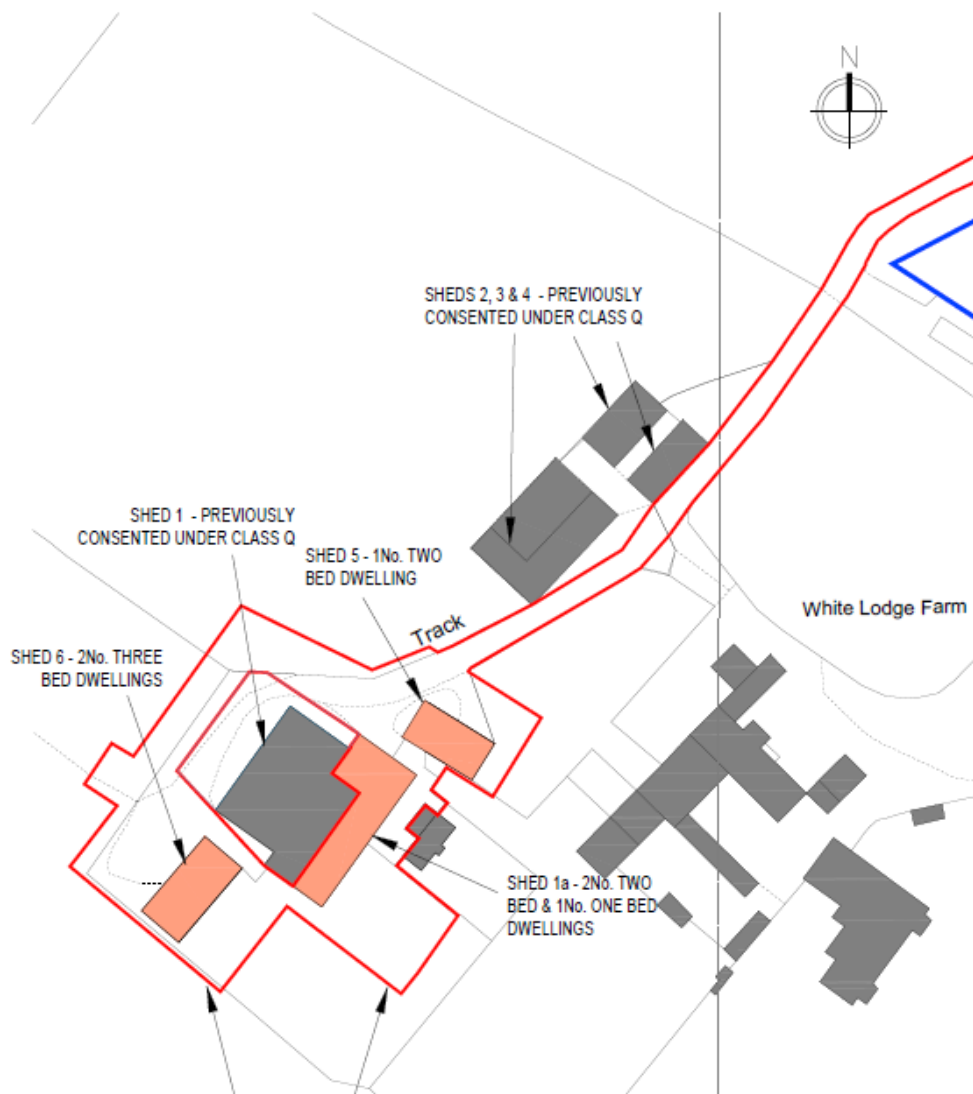 N
SHEDS 2, 3 & 4 - PREVIOUSLY
CONSENTED UNDER CLASS Q
SHED 1 - PREVIOUSLY
CONSENTED UNDER CLASS Q
SHED 5 - 1No. TWO
BED DWELLING
White Lodge Farm
Track
SHED 6 - 2No. THREE
BED DWELLINGS
SHED 1a - 2No. TWO
BED & 1No. ONE BED
DWELLINGS